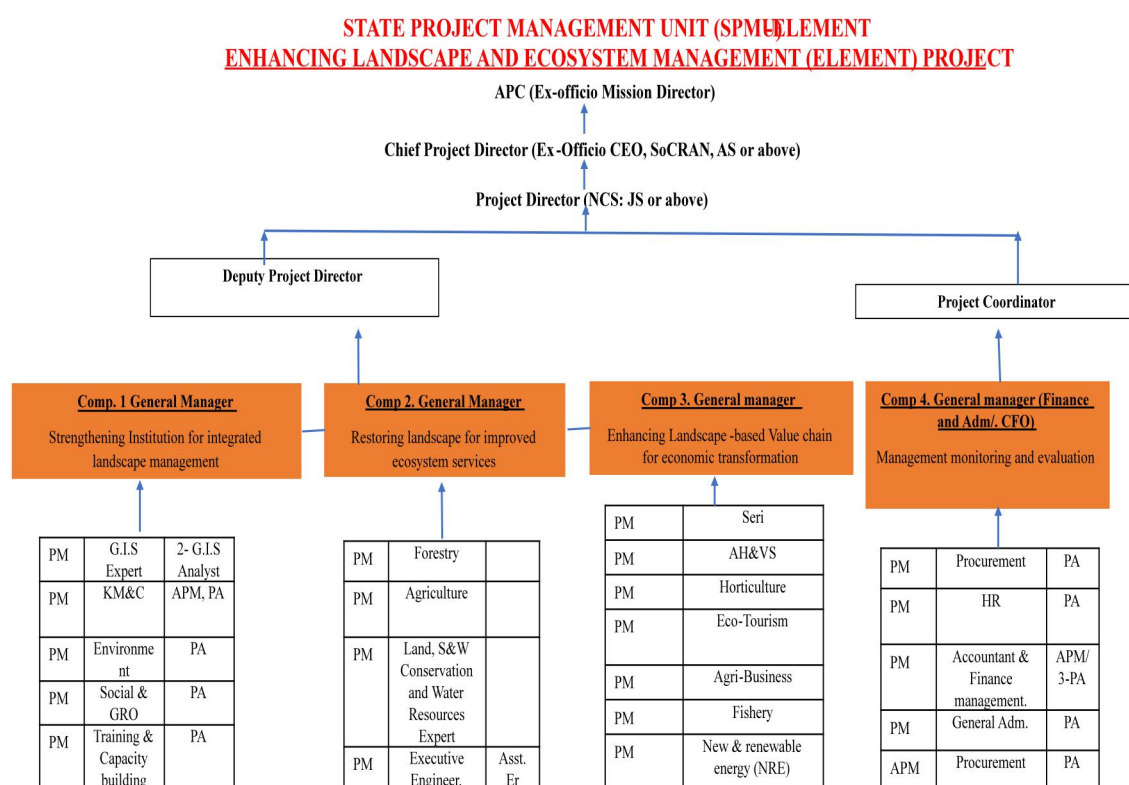 STATE PROJECT MANAGEMENT UNIT (SPMU)-ELEMENT
ENHANCING LANDSCAPE AND ECOSYSTEM MANAGEMENT (ELEMENT) PROJECT
APC (Ex-officio Mission Director)
Chief Project Director (Ex-Officio CEO, SoCRAN, AS or above)
Project Director (NCS: JS or above)
Deputy Project Director
Project Coordinator
Comp. 1 General Manager
Strengthening Institution for integrated
landscape management
Comp 2. General Manager
Restoring landscape for improved
ecosystem services
Comp 3. General manager
Enhancing Landscape -based Value chain
for economic transformation
Comp 4. General manager (Finance
and Adm/. CFO)
Management monitoring and evaluation
PM G.I.S 2- G.I.S
Expert Analyst
PM KM&C APM, PA
PM Environme PA
nt
PM Social & PA
GRO
PM Training & PA
Capacity
building
PM Forestry
PM Agriculture
PM Land, S&W
Conservation
and Water
Resources
Expert
PM Executive Asst.
Engineer. Er
PM Seri
PM AH&VS
PM Horticulture
PM Eco-Tourism
PM Agri-Business
PM Fishery
PM New & renewable
energy (NRE)
PM Procurement PA
PM HR PA
PM Accountant & APM/
Finance 3-PA
management.
PM General Adm. PA
APM Procurement PA